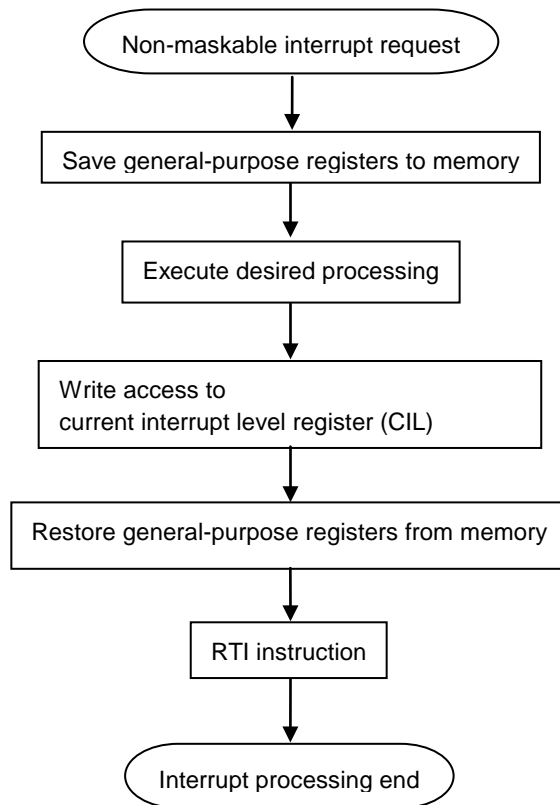 Non-maskable interrupt request
Save general-purpose registers to memory
Execute desired processing
Write access to
current interrupt level register (CIL)
Restore general-purpose registers from memory
RTI instruction
Interrupt processing end